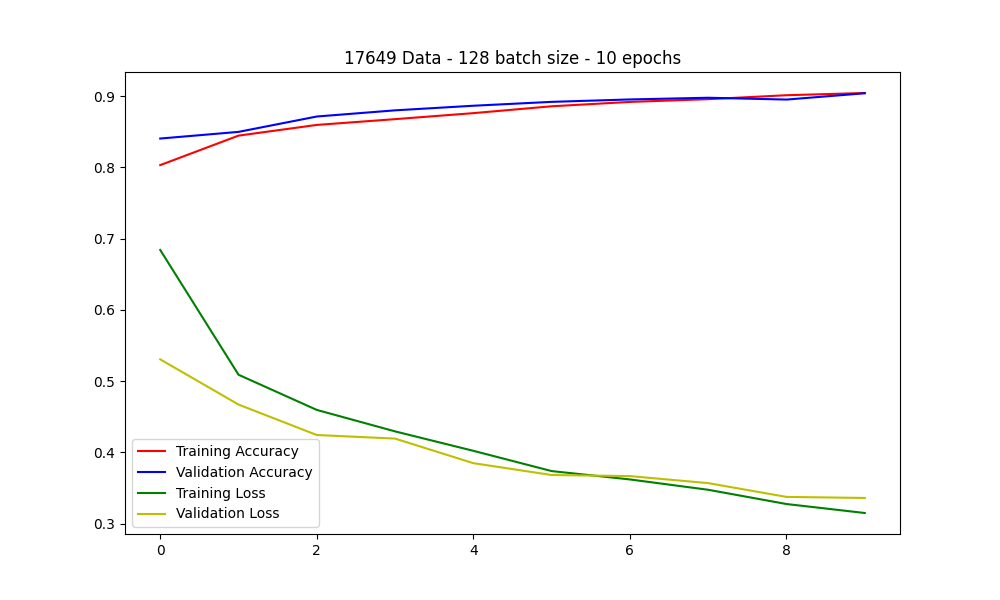 17649 Data - 128 batch size - 10 epochs
0.9
0.8
0.7
0.6
0.5
0.4
0.3
Training Accuracy
Validation Accuracy
Training Loss
Validation Loss
0 2 4 6 8